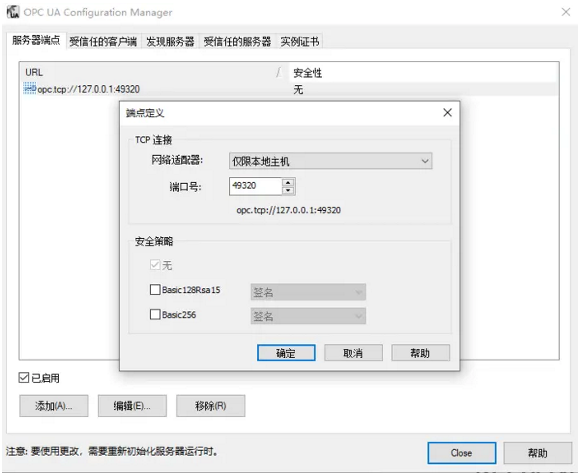 OPC UA Configuration Manager
服务器端点 受信任的客户端 发现服务器 受信任的服务器 实例证书
URL 安全性
opc.tcp://127.0.0.1:49320 无
端点定义
TCP 连接
网络适配器: 仅限本地主机
端口号: 49320
opc.tcp://127.0.0.1:49320
安全策略
无
Basic128Rsa15 签名
Basic256 签名
确定 取消 帮助
已启用
添加(A)... 编辑(E)... 移除(R)
注意: 要使用更改，需要重新初始化服务器运行时。
Close 帮助